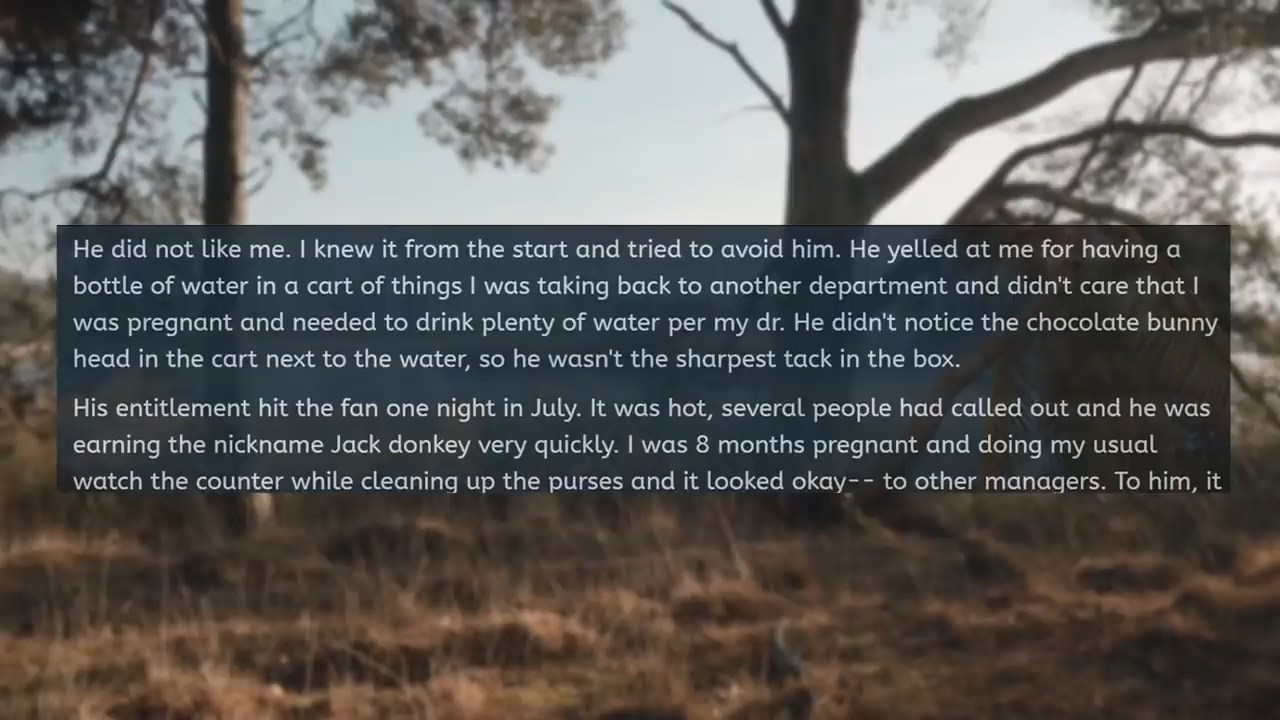 He did not like me. I knew it from the start and tried to avoid him. He yelled at me for having a
bottle of water in a cart of things I was taking back to another department and didn't care that I
was pregnant and needed to drink plenty of water per my dr. He didn't notice the chocolate bunny
head in the cart next to the water, so he wasn't the sharpest tack in the box.
His entitlement hit the fan one night in July. It was hot, several people had called out and he was
earning the nickname Jack donkey very quickly. I was 8 months pregnant and doing my usual
watch the counter while cleaning up the purses and it looked okay-- to other managers. To him, it